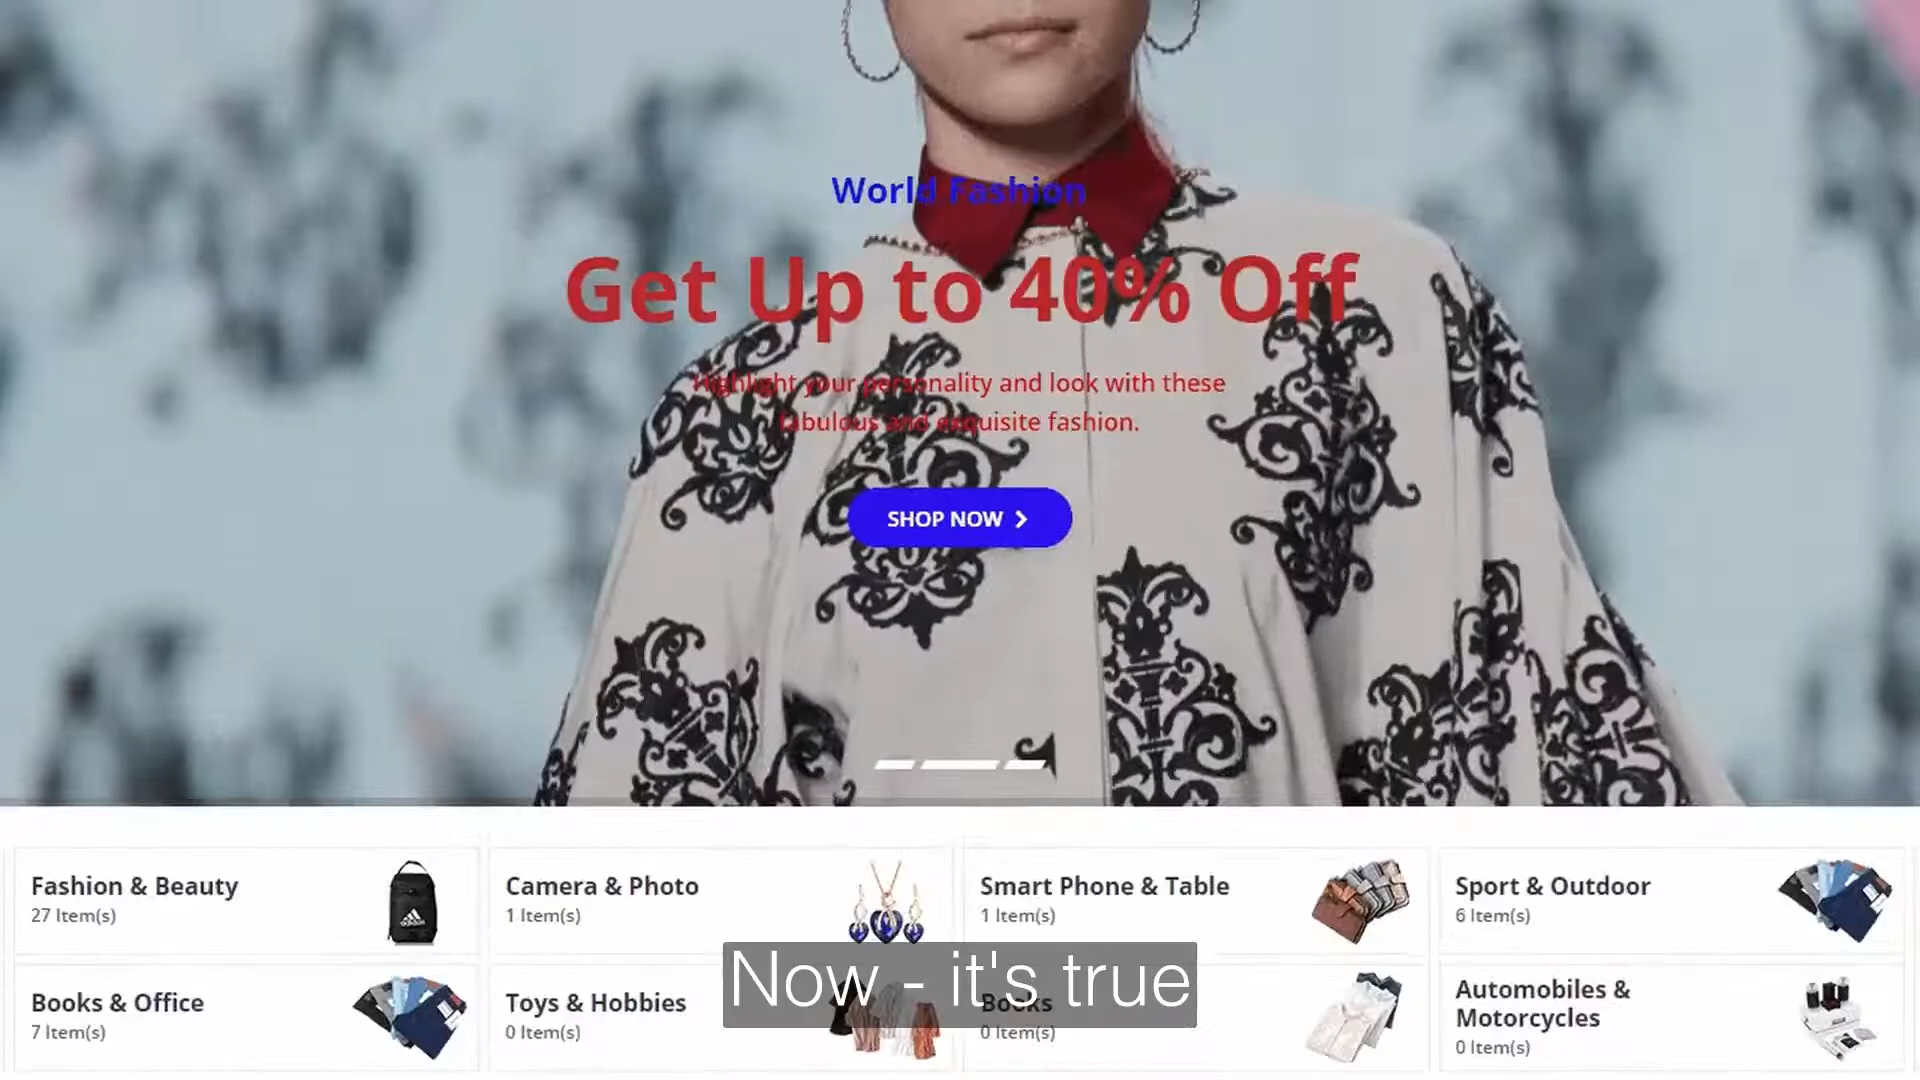 World Fashion
Get Up to 40% Off
Highlight your personality and look with these
fabulous and exquisite fashion.
SHOP NOW
Fashion & Beauty
27 Item(s)
adidas
Camera & Photo
1 Item(s)
Smart Phone & Table
1 Item(s)
Sport & Outdoor
6 Item(s)
Books & Office
7 Item(s)
Toys & Hobbies
0 Item(s)
Books
0 Item(s)
Automobiles &
Motorcycles
0 Item(s)
Now - it's true